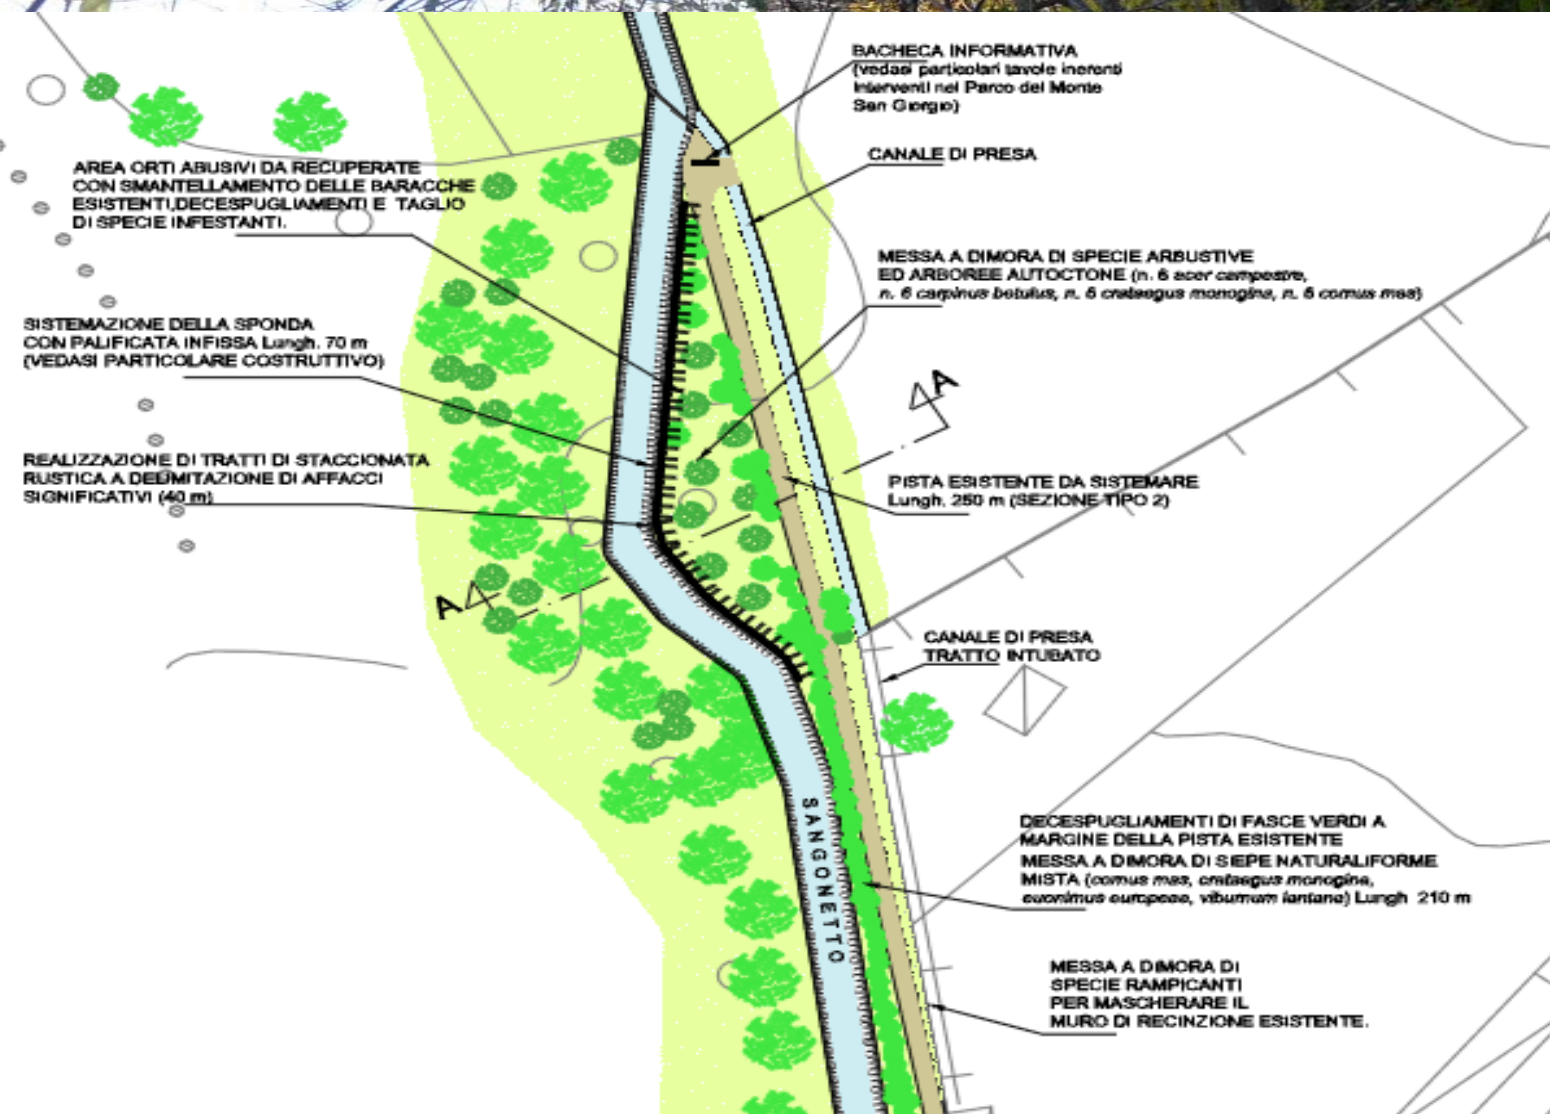 BACHECA INFORMATIVA
(vedasi particolari tavole inerenti
interventi nel Parco del Monte
San Giorgio)
CANALE DI PRESA
AREA ORTI ABUSIVI DA RECUPERATE
CON SMANTELLAMENTO DELLE BARACCHE
ESISTENTI,DECESPUGLIAMENTI E TAGLIO
DI SPECIE INFESTANTI.
MESSA A DIMORA DI SPECIE ARBUSTIVE
ED ARBOREE AUTOCTONE (n. 6 acer campestre,
n. 6 carpinus betulus, n. 5 crataegus monogina, n. 5 cornus mas)
SISTEMAZIONE DELLA SPONDA
CON PALIFICATA INFISSA Lungh. 70 m
(VEDASI PARTICOLARE COSTRUTTIVO)
A
REALIZZAZIONE DI TRATTI DI STACCIONATA
RUSTICA A DELIMITAZIONE DI AFFACCI
SIGNIFICATIVI (40 m)
PISTA ESISTENTE DA SISTEMARE
Lungh. 250 m (SEZIONE TIPO 2)
A
CANALE DI PRESA
TRATTO INTUBATO
SANGONETTO
DECESPUGLIAMENTI DI FASCE VERDI A
MARGINE DELLA PISTA ESISTENTE
MESSA A DIMORA DI SIEPE NATURALIFORME
MISTA (cornus mas, crataegus monogina,
euonimus europeae, viburnum lantana) Lungh 210 m
MESSA A DIMORA DI
SPECIE RAMPICANTI
PER MASCHERARE IL
MURO DI RECINZIONE ESISTENTE.